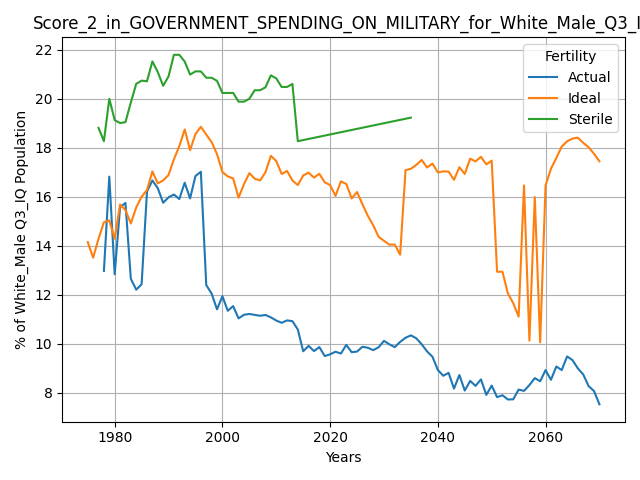 Score_2_in_GOVERNMENT_SPENDING_ON_MILITARY_for_White_Male_Q3_I
Fertility
Actual
Ideal
Sterile
% of White_Male Q3_IQ Population
22
20
18
16
14
12
10
8
1980 2000 2020 2040 2060
Years